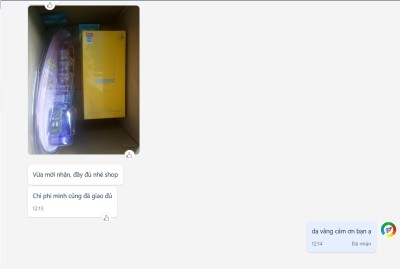 Vừa mới nhận, đầy đủ nhé shop
Chi phí mình cũng đã giao đủ
12:13
dạ vâng cám ơn bạn ạ
12:14
Đã nhận